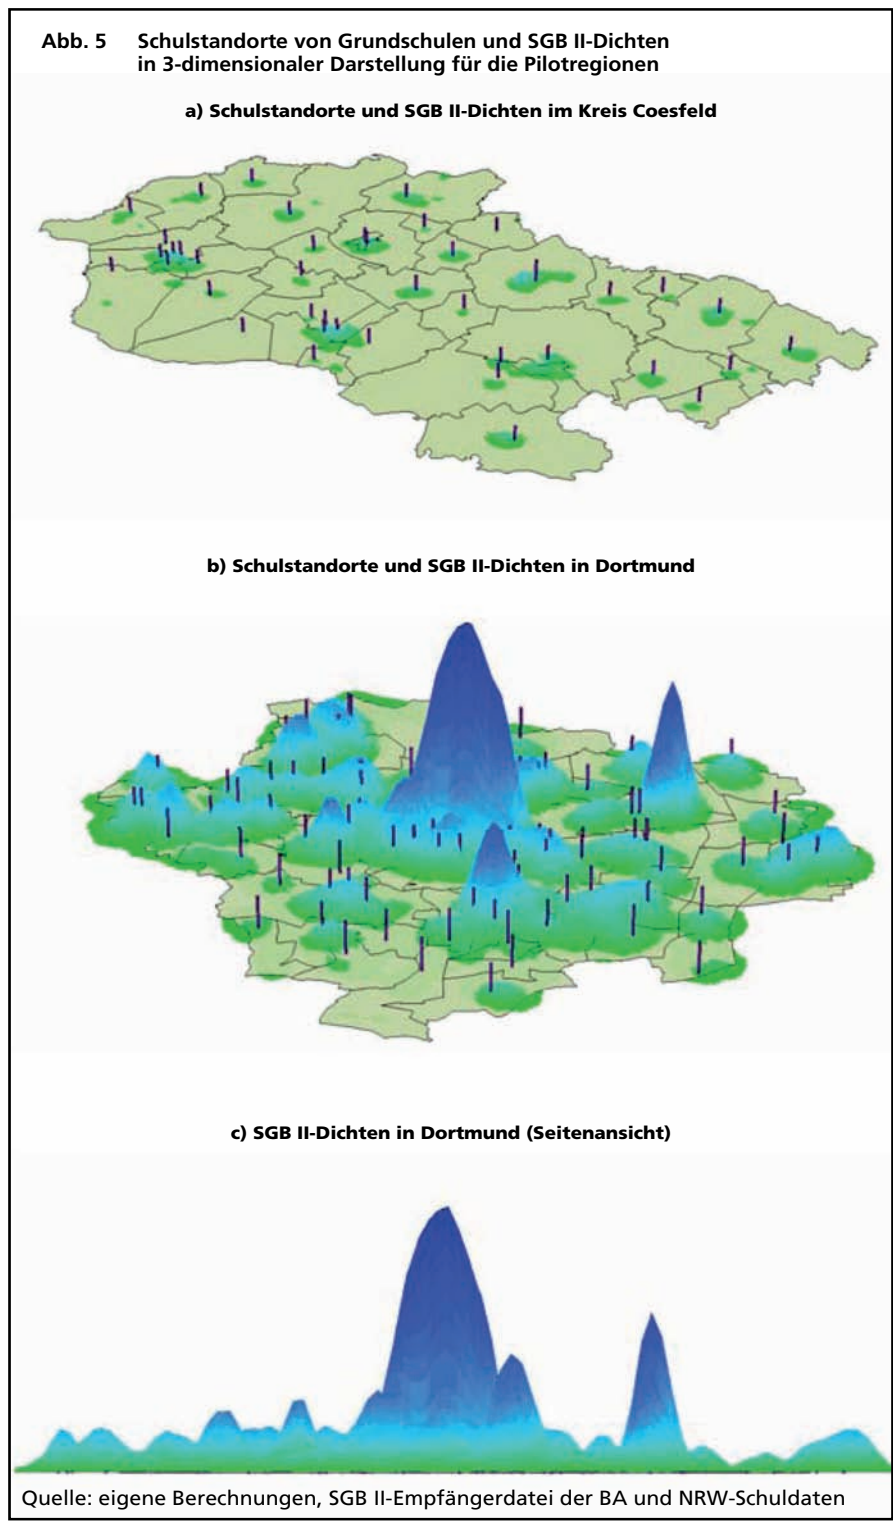 Abb. 5 Schulstandorte von Grundschulen und SGB II-Dichten
in 3-dimensionaler Darstellung für die Pilotregionen
a) Schulstandorte und SGB II-Dichten im Kreis Coesfeld
b) Schulstandorte und SGB II-Dichten in Dortmund
c) SGB II-Dichten in Dortmund (Seitenansicht)
Quelle: eigene Berechnungen, SGB II-Empfängerdatei der BA und NRW-Schuldaten